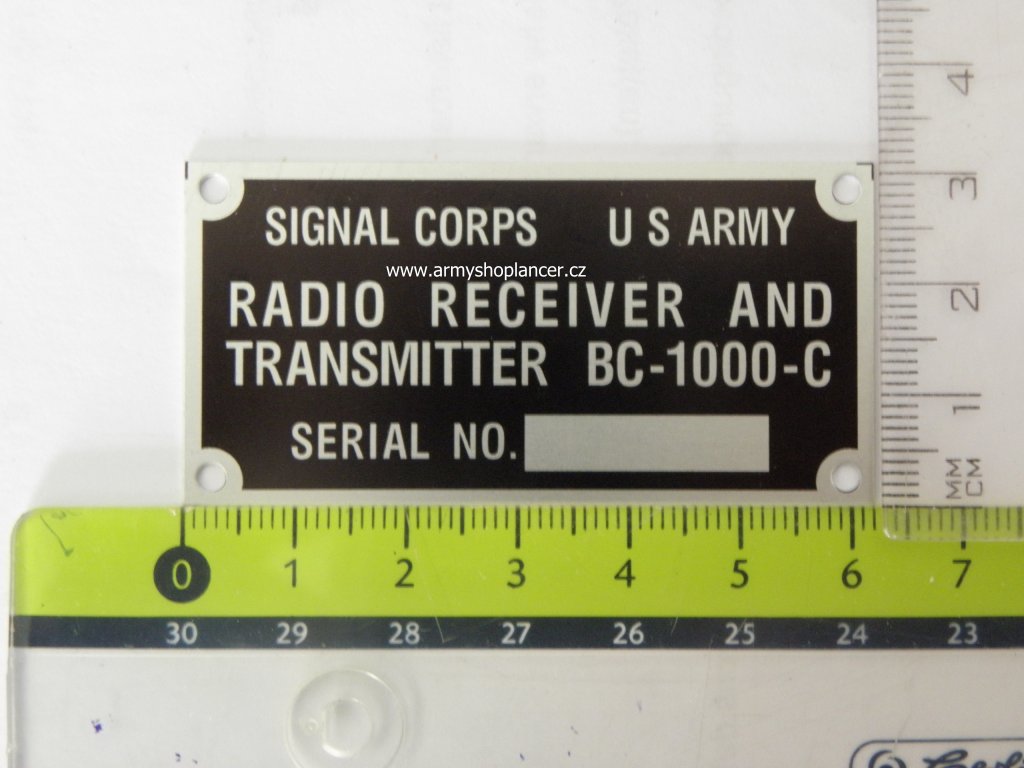 SIGNAL CORPS U S ARMY
www.armyshoplancer.cz
RADIO RECEIVER AND
TRANSMITTER BC-1000-C
SERIAL NO.
4
3
2
1
MM
CM
0 1 2 3 4 5 6 7
30 29 28 27 26 25 24 23